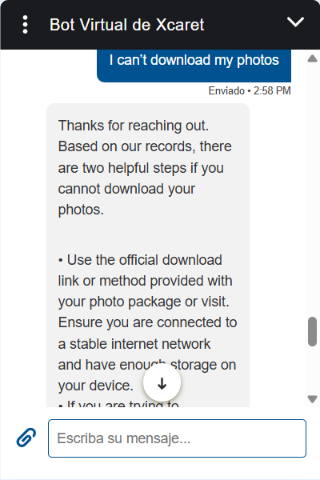 Bot Virtual de Xcaret
I can't download my photos
Enviado • 2:58 PM
Thanks for reaching out.
Based on our records, there
are two helpful steps if you
cannot download your
photos.
• Use the official download
link or method provided with
your photo package or visit.
Ensure you are connected to
a stable internet network
and have enough storage on
your device.
• If you are trying to
Escriba su mensaje...